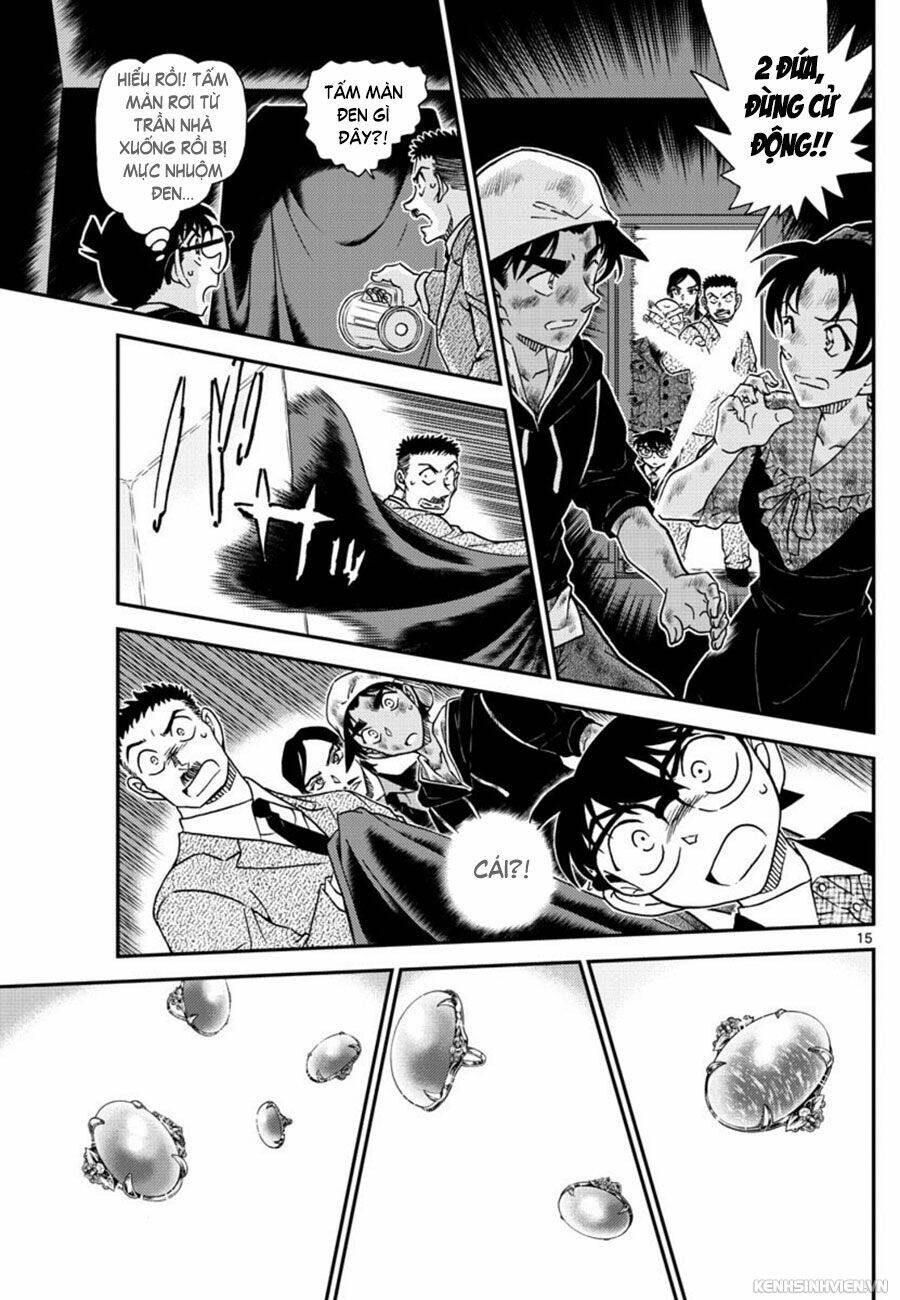 2 ĐỨA,
ĐỪNG CỬ
ĐỘNG!!
TẤM MÀN
ĐEN GÌ
ĐÂY?!
HIỂU RỒI! TẤM
MÀN RƠI TỪ
TRẦN NHÀ
XUỐNG RỒI BỊ
MỰC NHUỘM
ĐEN...
CÁI?!
15
KENHSINHVIEN.VN